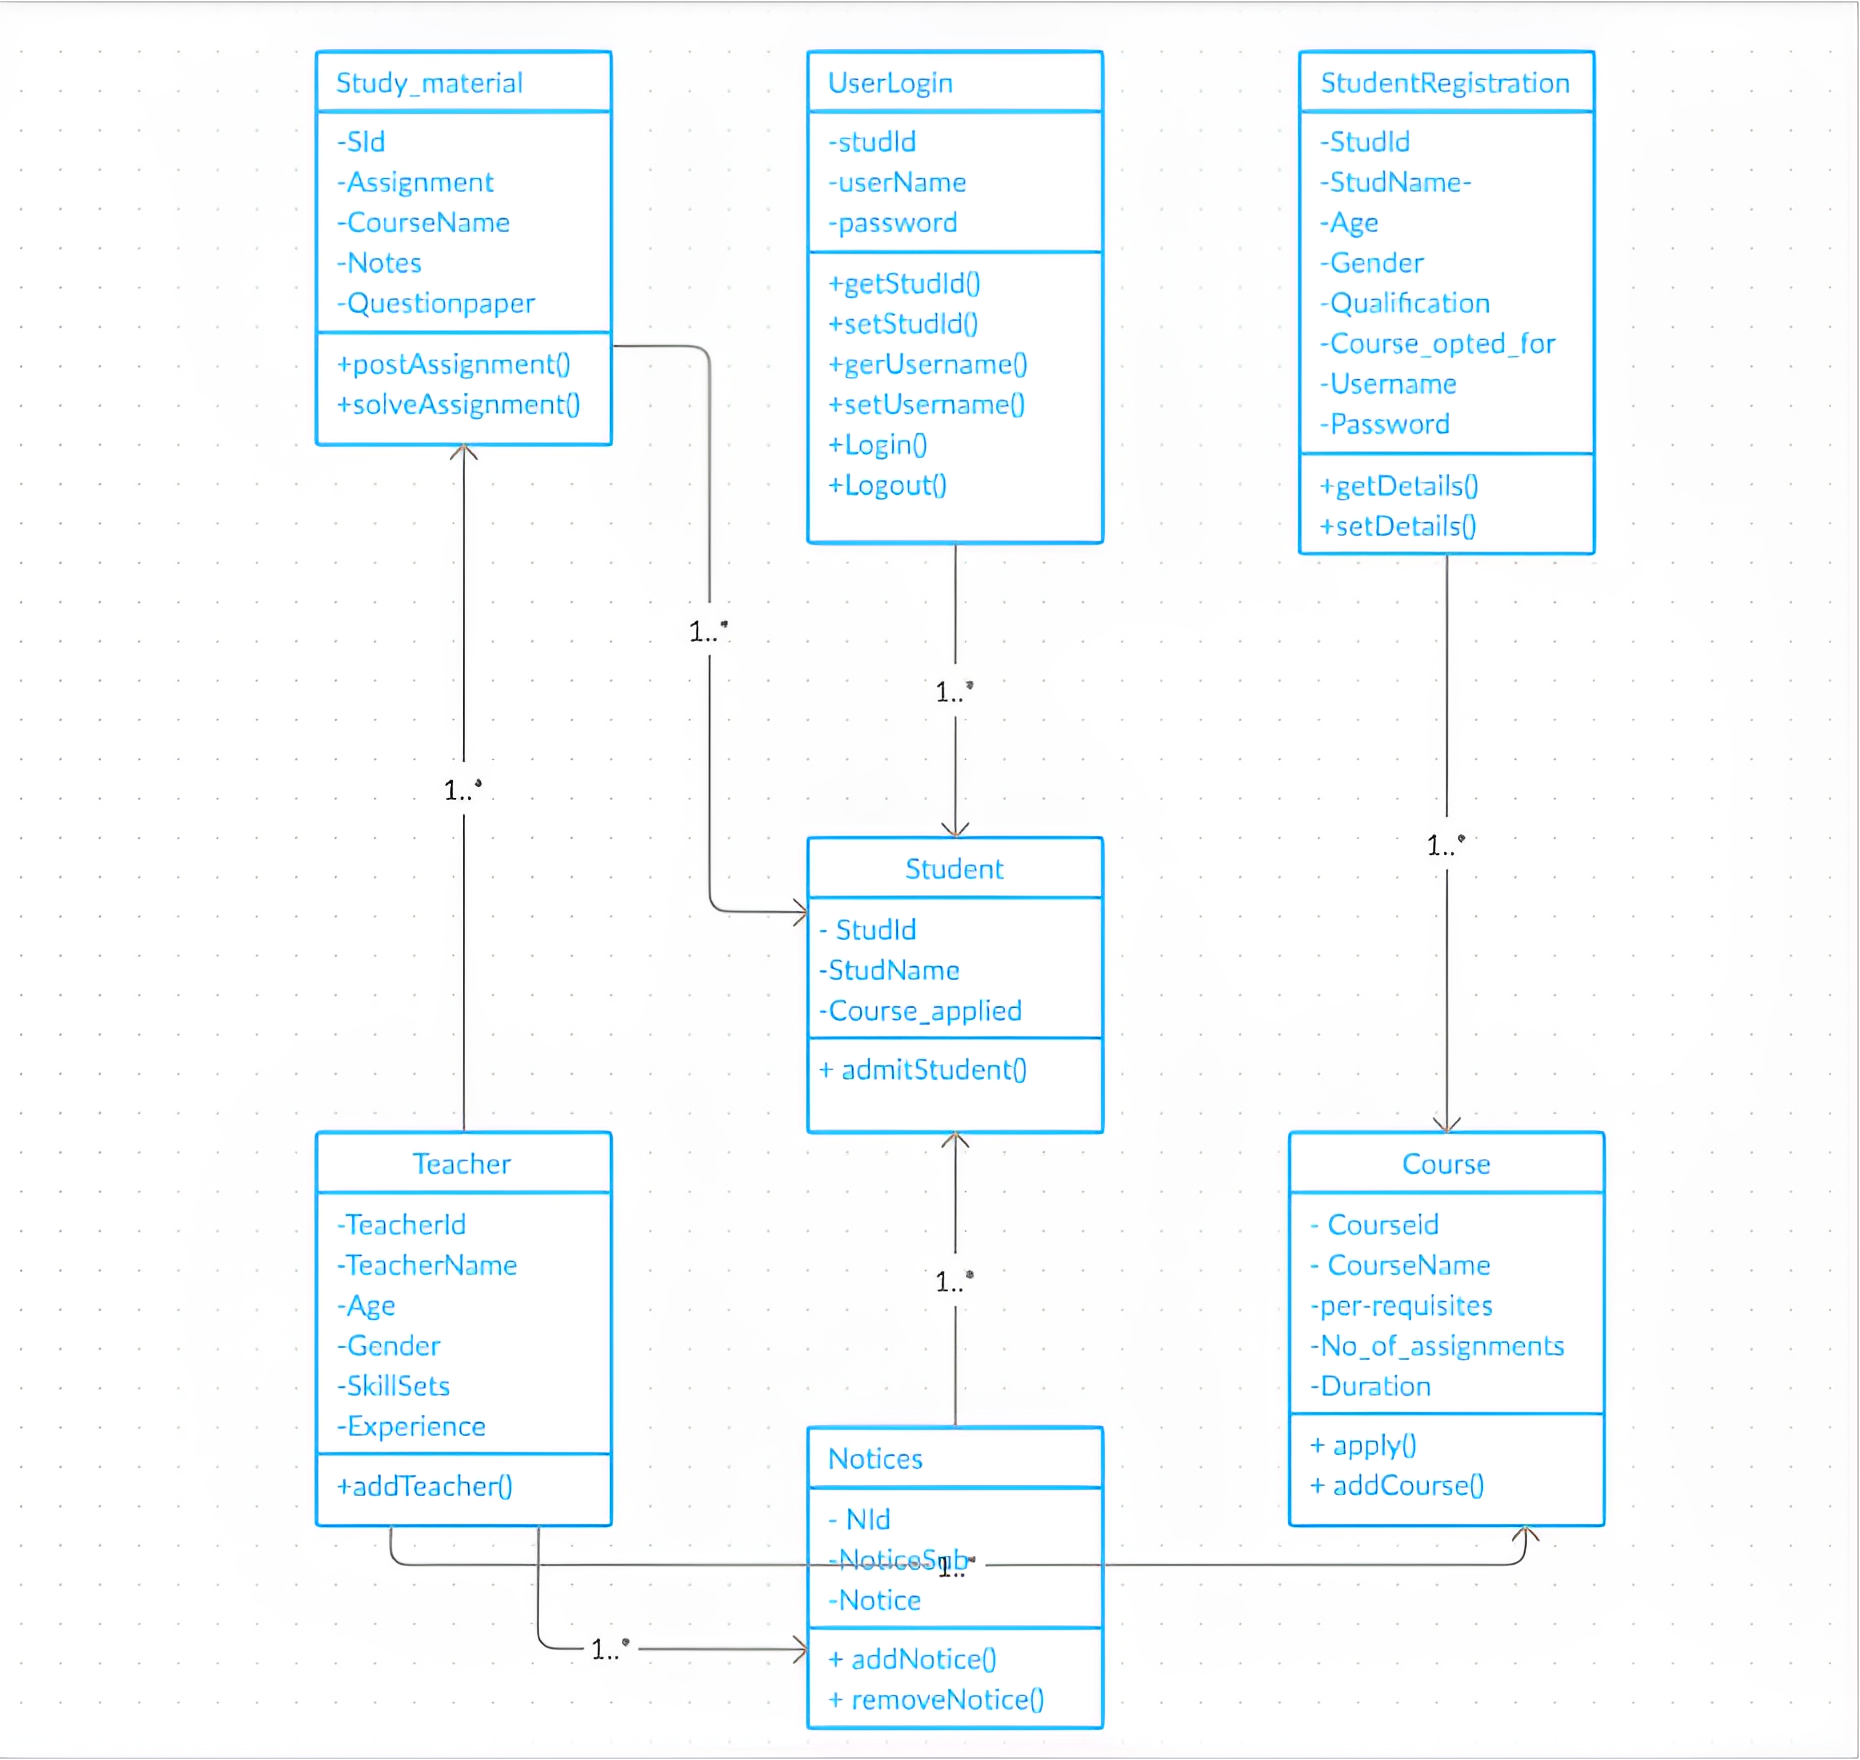 Study_material
-SId
-Assignment
-CourseName
-Notes
-Questionpaper
+postAssignment()
+solveAssignment()
UserLogin
-studId
-userName
-password
+getStudId()
+setStudId()
+gerUsername()
+setUsername()
+Login()
+Logout()
StudentRegistration
-StudId
-StudName-
-Age
-Gender
-Qualification
-Course_opted_for
-Username
-Password
+getDetails()
+setDetails()
1..*
1..*
1..*
1..*
Student
- StudId
-StudName
-Course_applied
+ admitStudent()
Teacher
-TeacherId
-TeacherName
-Age
-Gender
-SkillSets
-Experience
+addTeacher()
1..*
Course
- Courseid
- CourseName
-per-requisites
-No_of_assignments
-Duration
+ apply()
+ addCourse()
Notices
- NId
-NoticeSub
1..*
-Notice
+ addNotice()
+ removeNotice()
1..*